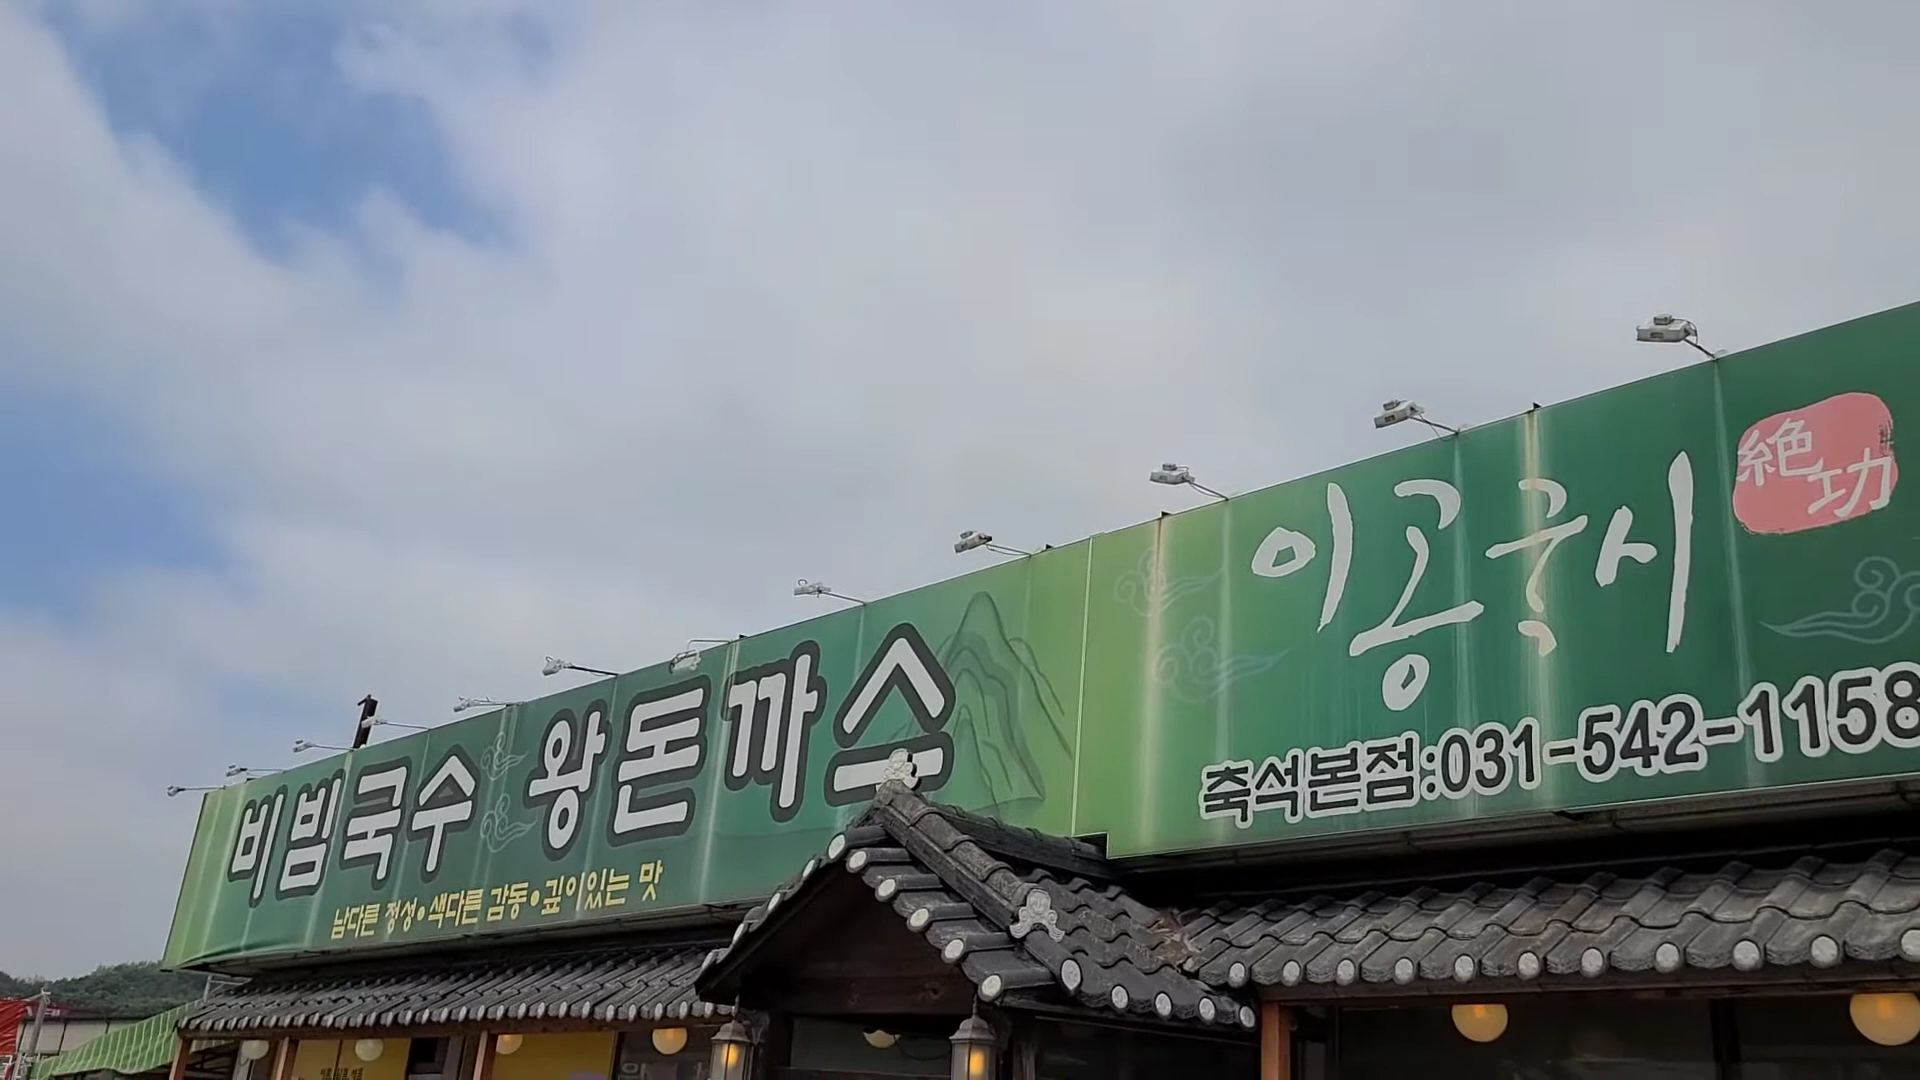 비빔국수 왕돈까스
남다른 정성•색다른 감동•깊이있는 맛
이공국시
絶功
축석본점:031-542-1158